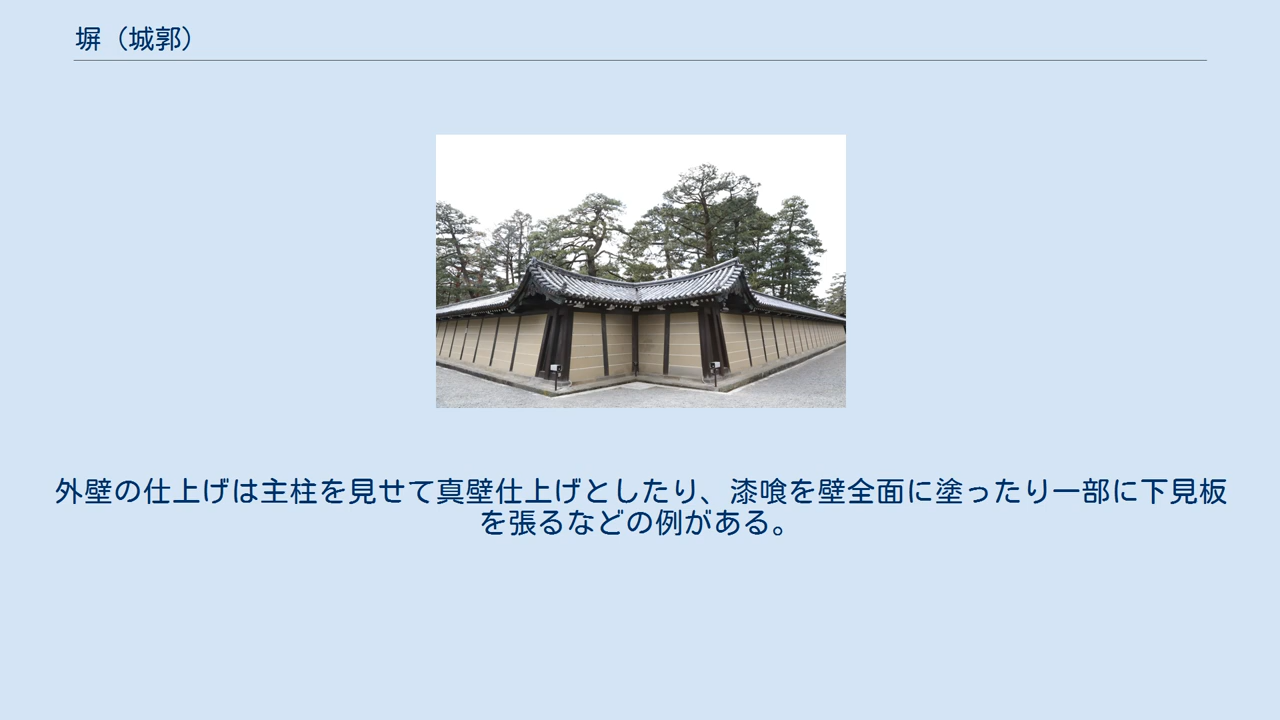 塀（城郭）
外壁の仕上げは主柱を見せて真壁仕上げとしたり、漆喰を壁全面に塗ったり一部に下見板
を張るなどの例がある。